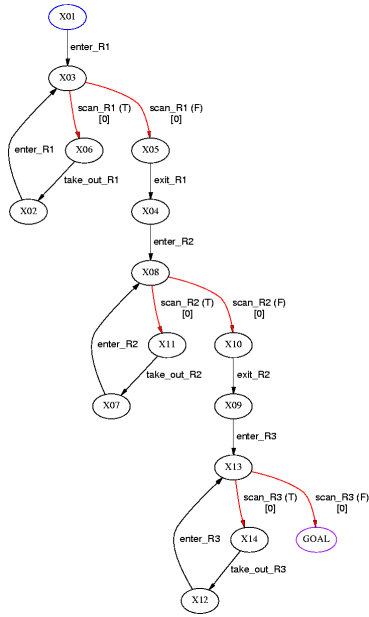 X01
enter_R1
X03
scan_R1 (T)
[0]
scan_R1 (F)
[0]
enter_R1
X06
X05
take_out_R1
exit_R1
X02
X04
enter_R2
X08
scan_R2 (T)
[0]
scan_R2 (F)
[0]
enter_R2
X11
X10
take_out_R2
exit_R2
X07
X09
enter_R3
X13
scan_R3 (T)
[0]
scan_R3 (F)
[0]
enter_R3
X14
GOAL
take_out_R3
X12